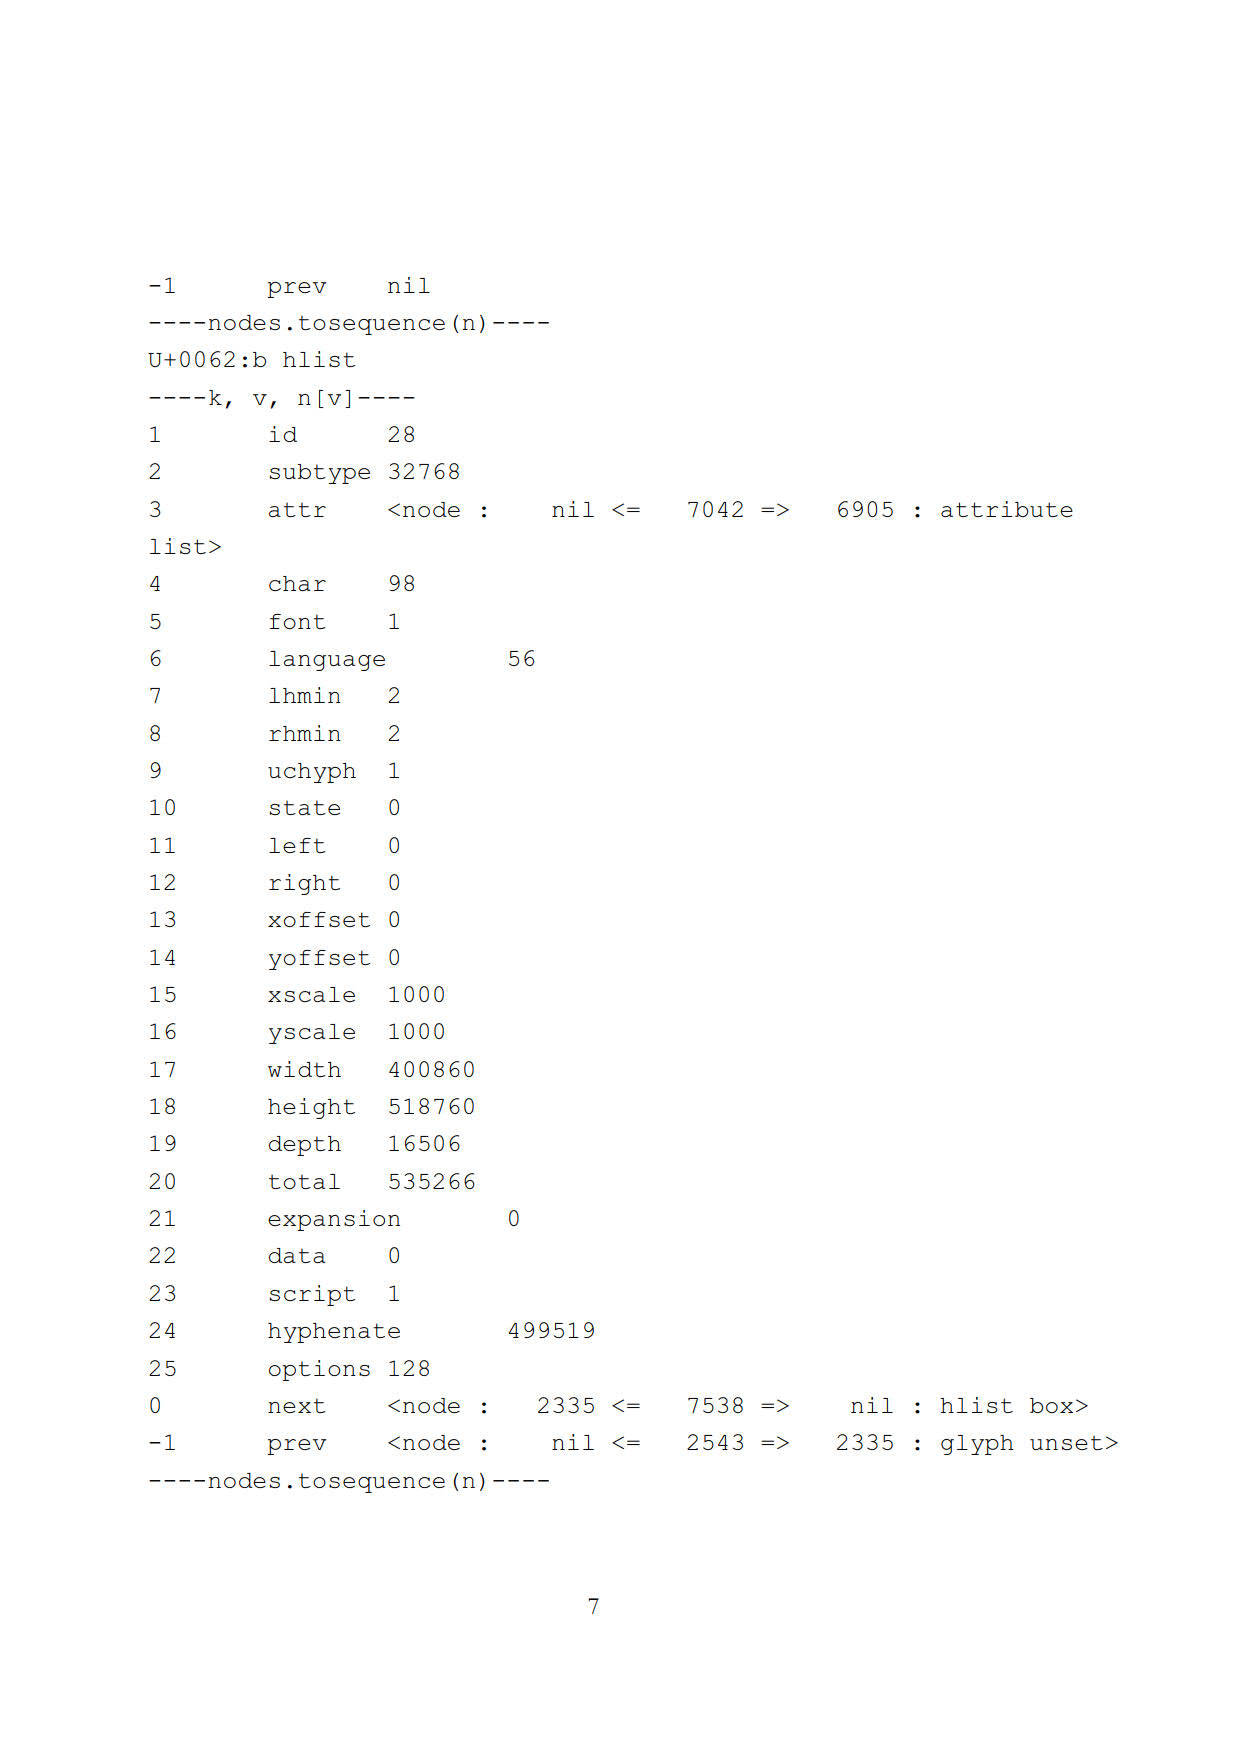 -1 prev nil
----nodes.tosequence(n)----
U+0062:b hlist
----k, v, n[v]----
1 id 28
2 subtype 32768
3 attr <node : nil <= 7042 => 6905 : attribute
list>
4 char 98
5 font 1
6 language 56
7 lhmin 2
8 rhmin 2
9 uchyph 1
10 state 0
11 left 0
12 right 0
13 xoffset 0
14 yoffset 0
15 xscale 1000
16 yscale 1000
17 width 400860
18 height 518760
19 depth 16506
20 total 535266
21 expansion 0
22 data 0
23 script 1
24 hyphenate 499519
25 options 128
0 next <node : 2335 <= 7538 => nil : hlist box>
-1 prev <node : nil <= 2543 => 2335 : glyph unset>
----nodes.tosequence(n)----
7